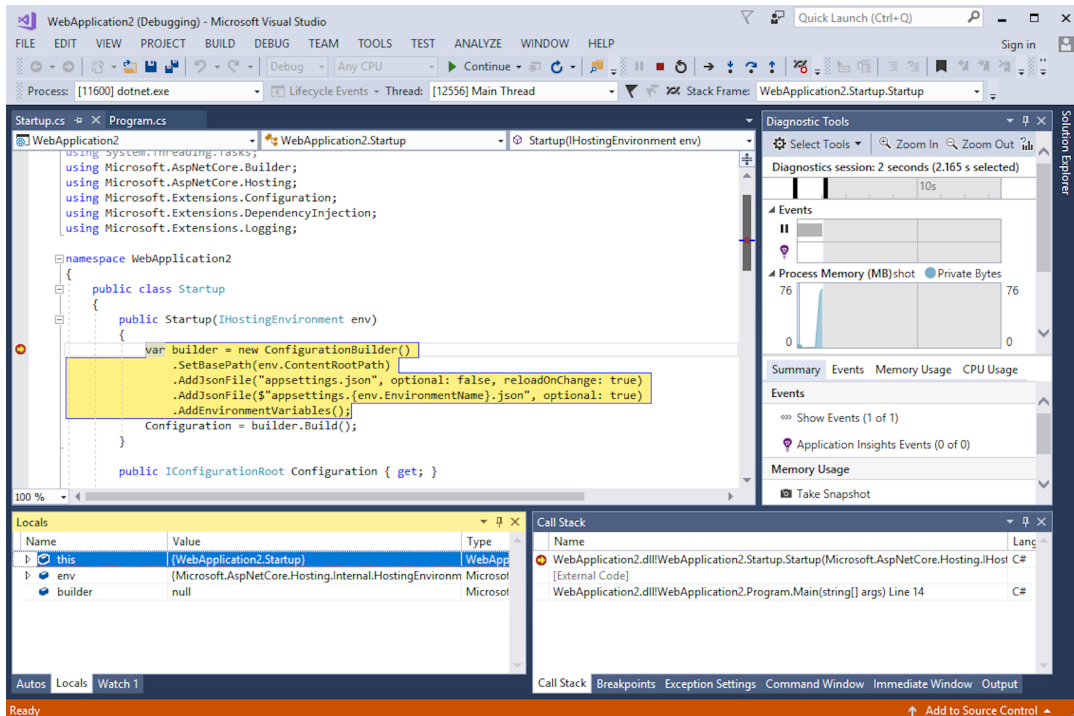 WebApplication2 (Debugging) - Microsoft Visual Studio
Quick Launch (Ctrl+Q)
FILE EDIT VIEW PROJECT BUILD DEBUG TEAM TOOLS TEST ANALYZE WINDOW HELP
Sign in
Debug Any CPU Continue
Process: [11600] dotnet.exe Lifecycle Events Thread: [12556] Main Thread Stack Frame: WebApplication2.Startup.Startup
Startup.cs Program.cs
WebApplication2 WebApplication2.Startup Startup(IHostingEnvironment env)
using System.Threading.Tasks;
using Microsoft.AspNetCore.Builder;
using Microsoft.AspNetCore.Hosting;
using Microsoft.Extensions.Configuration;
using Microsoft.Extensions.DependencyInjection;
using Microsoft.Extensions.Logging;
namespace WebApplication2
{
public class Startup
{
public Startup(IHostingEnvironment env)
{
var builder = new ConfigurationBuilder()
.SetBasePath(env.ContentRootPath)
.AddJsonFile("appsettings.json", optional: false, reloadOnChange: true)
.AddJsonFile($"appsettings.{env.EnvironmentName}.json", optional: true)
.AddEnvironmentVariables();
Configuration = builder.Build();
}
public IConfigurationRoot Configuration { get; }
100 %
Diagnostic Tools
Select Tools Zoom In Zoom Out
Diagnostics session: 2 seconds (2.165 s selected)
10s
Events
Process Memory (MB)shot Private Bytes
76 76
0 0
Summary Events Memory Usage CPU Usage
Events
Show Events (1 of 1)
Application Insights Events (0 of 0)
Memory Usage
Take Snapshot
Solution Explorer
Locals
Name Value Type
this {WebApplication2.Startup} WebApp
env {Microsoft.AspNetCore.Hosting.Internal.HostingEnvironm Microsof
builder null Microsof
Autos Locals Watch 1
Call Stack
Name Lang
WebApplication2.dll!WebApplication2.Startup.Startup(Microsoft.AspNetCore.Hosting.IHost C#
[External Code]
WebApplication2.dll!WebApplication2.Program.Main(string[] args) Line 14 C#
Call Stack Breakpoints Exception Settings Command Window Immediate Window Output
Ready
Add to Source Control